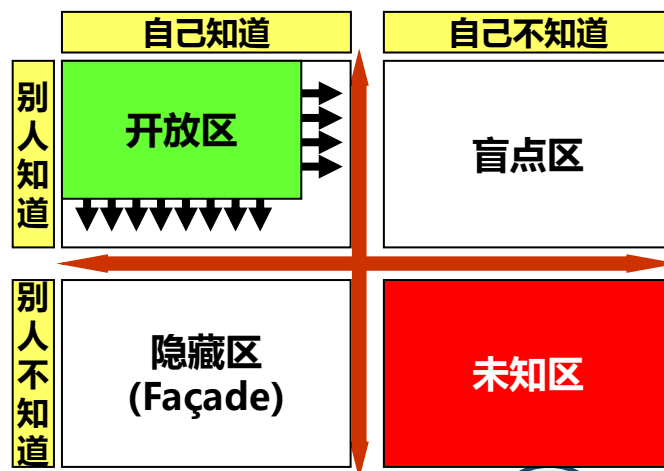 自己知道
自己不知道
别人知道
开放区
盲点区
别人不知道
隐藏区
(Façade)
未知区